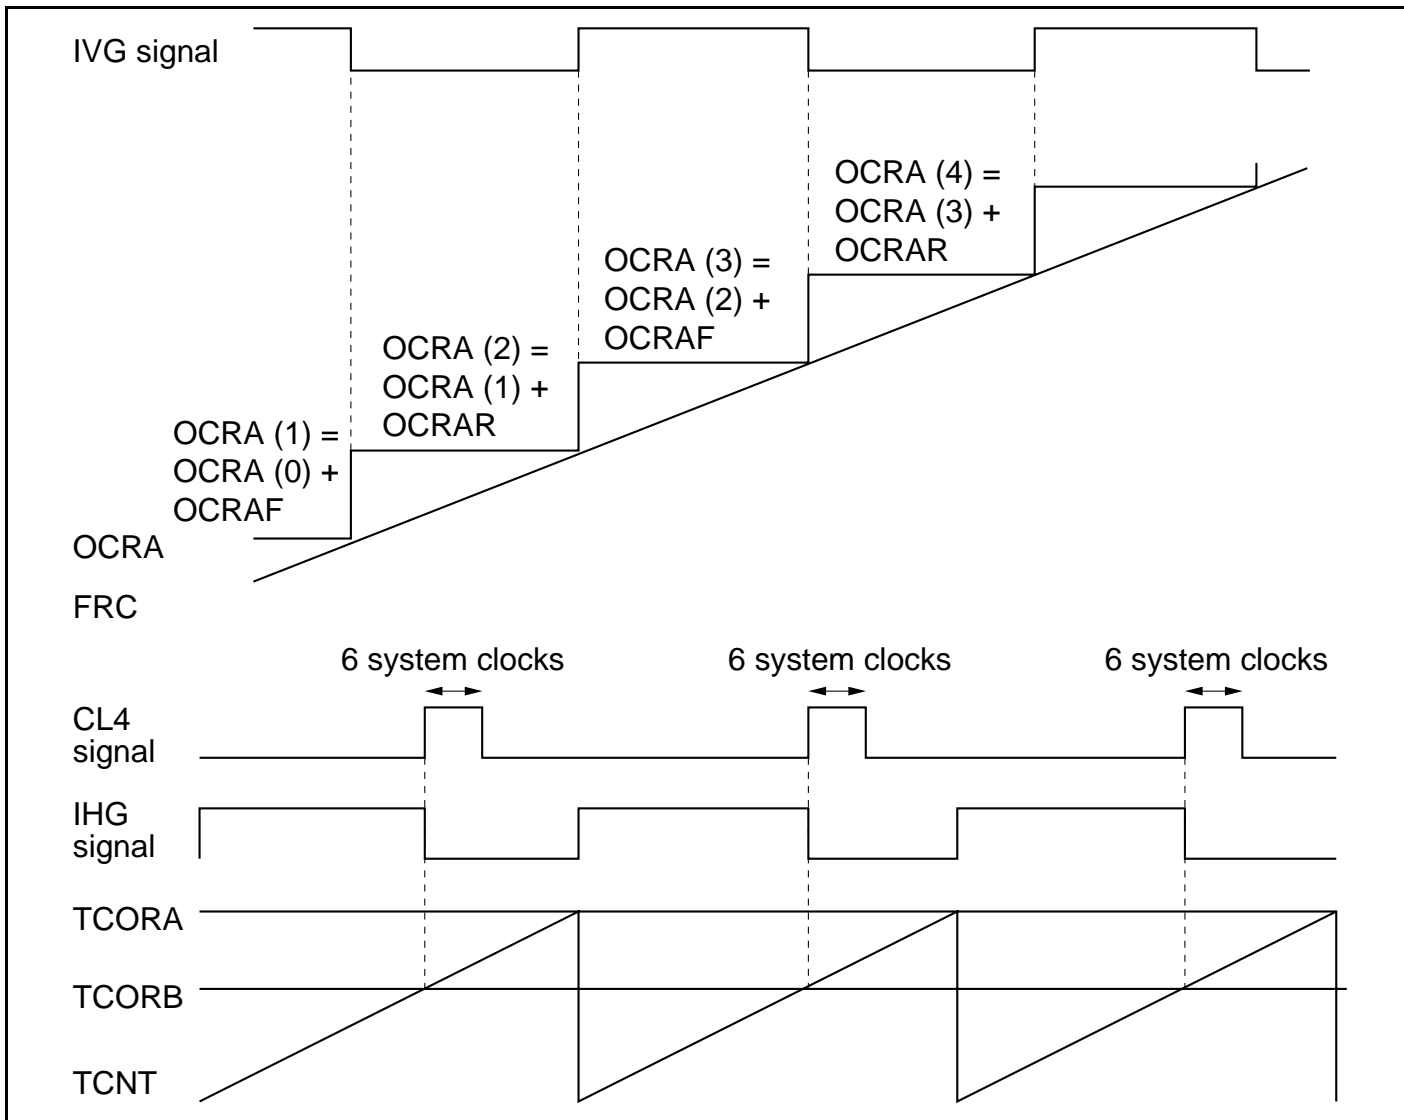 IVG signal
OCRA (4) =
OCRA (3) +
OCRAR
OCRA (3) =
OCRA (2) +
OCRAF
OCRA (2) =
OCRA (1) +
OCRAR
OCRA (1) =
OCRA (0) +
OCRAF
OCRA
FRC
6 system clocks
6 system clocks
6 system clocks
CL4
signal
IHG
signal
TCORA
TCORB
TCNT